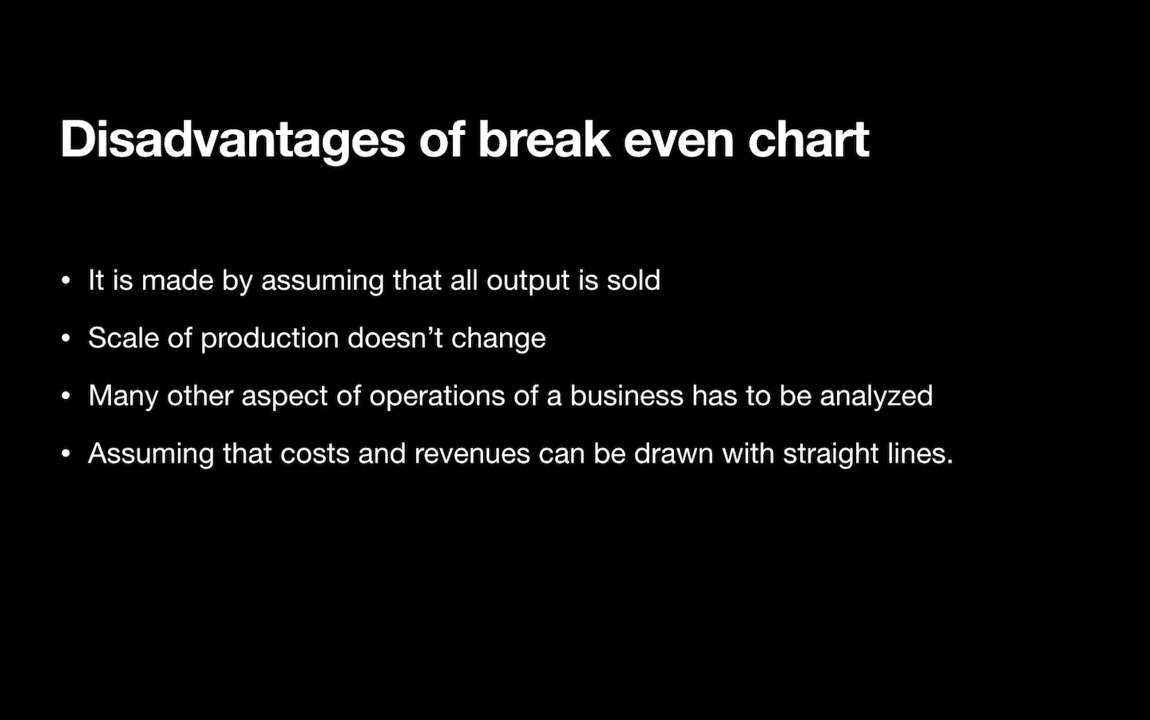 Disadvantages of break even chart
• It is made by assuming that all output is sold
• Scale of production doesn’t change
• Many other aspect of operations of a business has to be analyzed
• Assuming that costs and revenues can be drawn with straight lines.